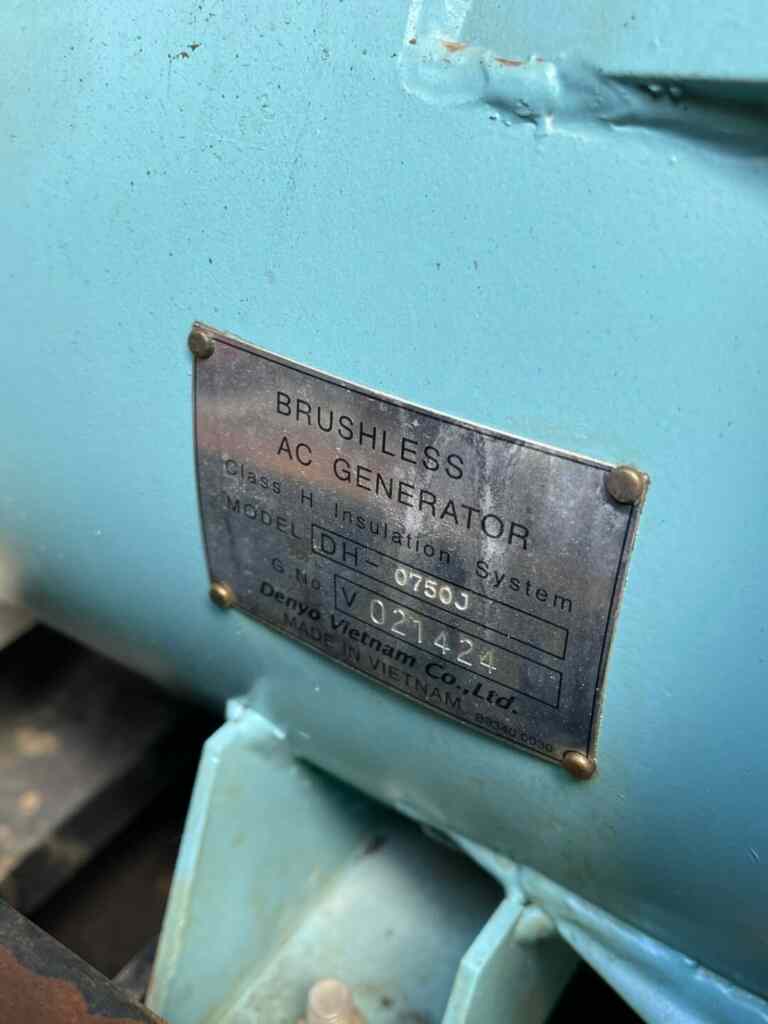 BRUSHLESS
AC GENERATOR
Class H Insulation System
MODEL DH- 0750J
G.No. V 021424
Denyo Vietnam Co.,Ltd.
MADE IN VIETNAM